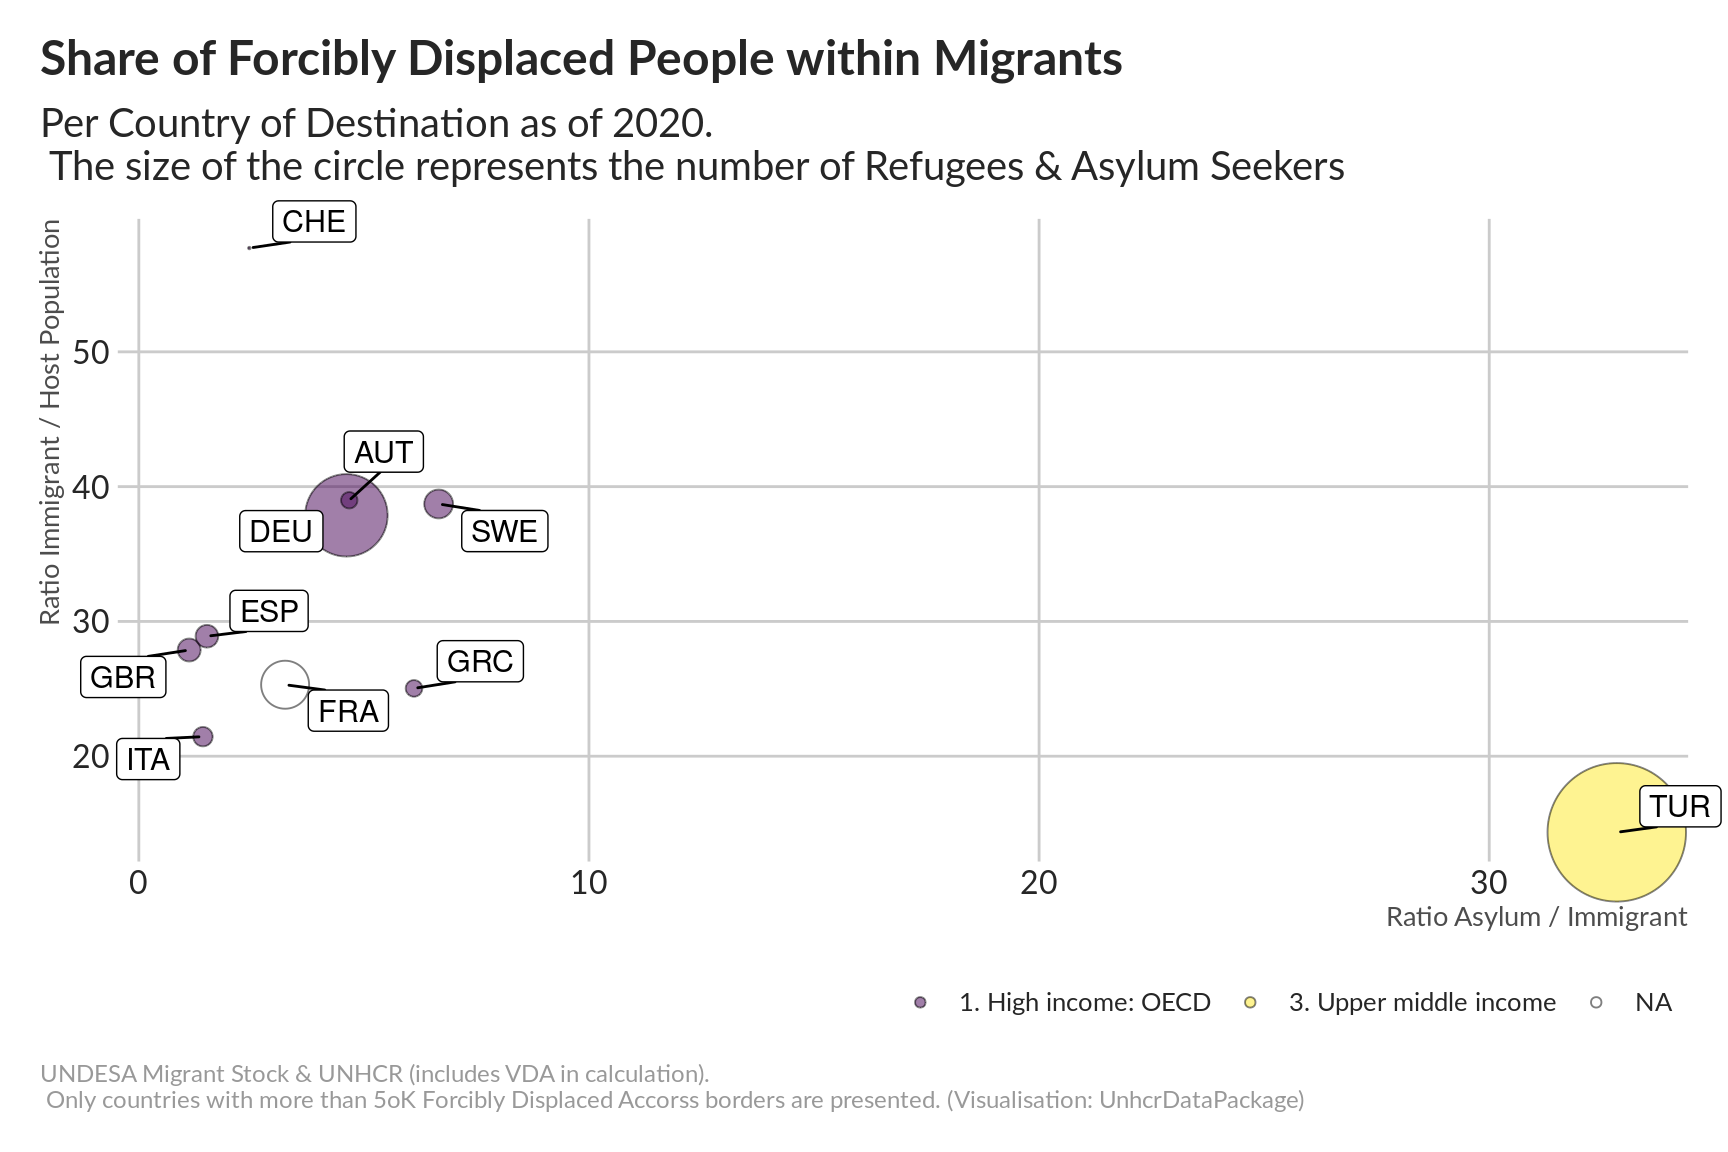 Share of Forcibly Displaced People within Migrants
Per Country of Destination as of 2020.
The size of the circle represents the number of Refugees & Asylum Seekers
Ratio Immigrant / Host Population
CHE
50
AUT
40
DEU
SWE
ESP
30
GRC
GBR
FRA
ITA
20
TUR
0
10
20
30
Ratio Asylum / Immigrant
1. High income: OECD
3. Upper middle income
NA
UNDESA Migrant Stock & UNHCR (includes VDA in calculation).
Only countries with more than 5oK Forcibly Displaced Accorss borders are presented. (Visualisation: UnhcrDataPackage)